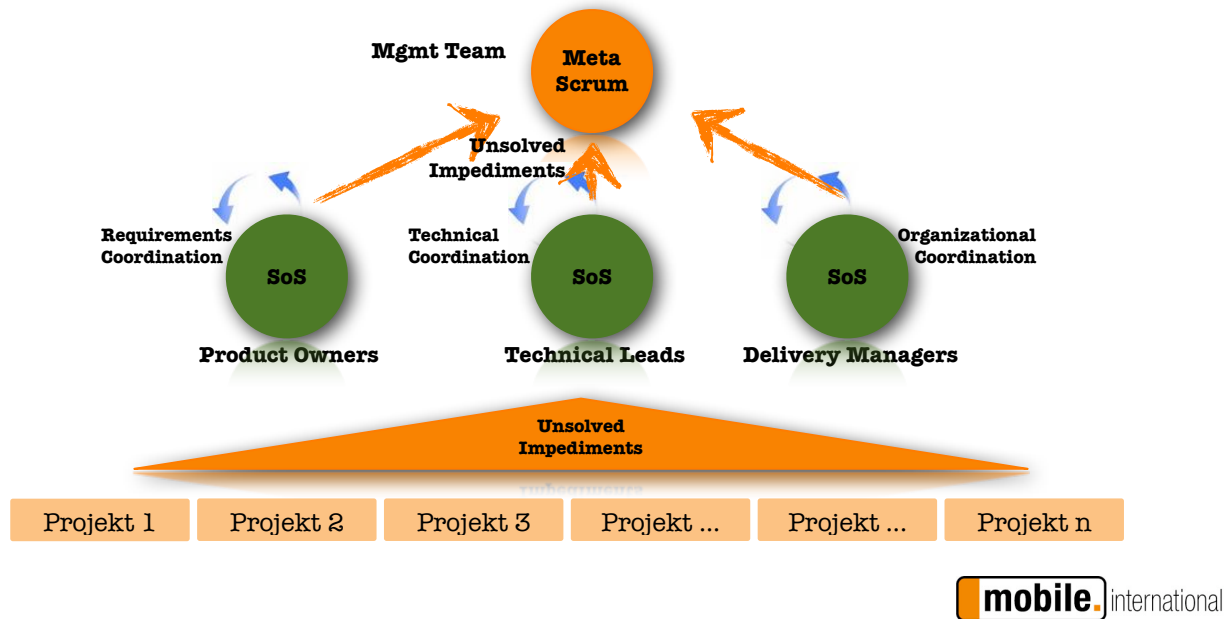 Mgmt Team
Meta
Scrum
Unsolved
Impediments
Requirements
Coordination
Technical
Coordination
Organizational
Coordination
SoS
SoS
SoS
Product Owners
Technical Leads
Delivery Managers
Unsolved
Impediments
Projekt 1
Projekt 2
Projekt 3
Projekt ...
Projekt ...
Projekt n
mobile. international